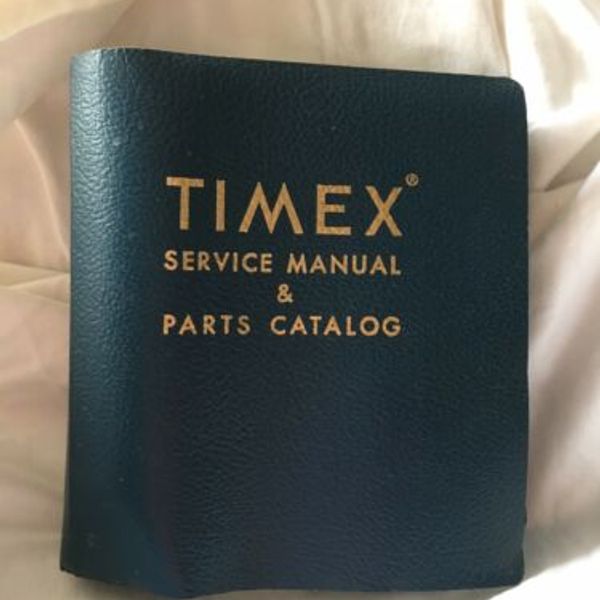 TIMEX®
SERVICE MANUAL
&
PARTS CATALOG